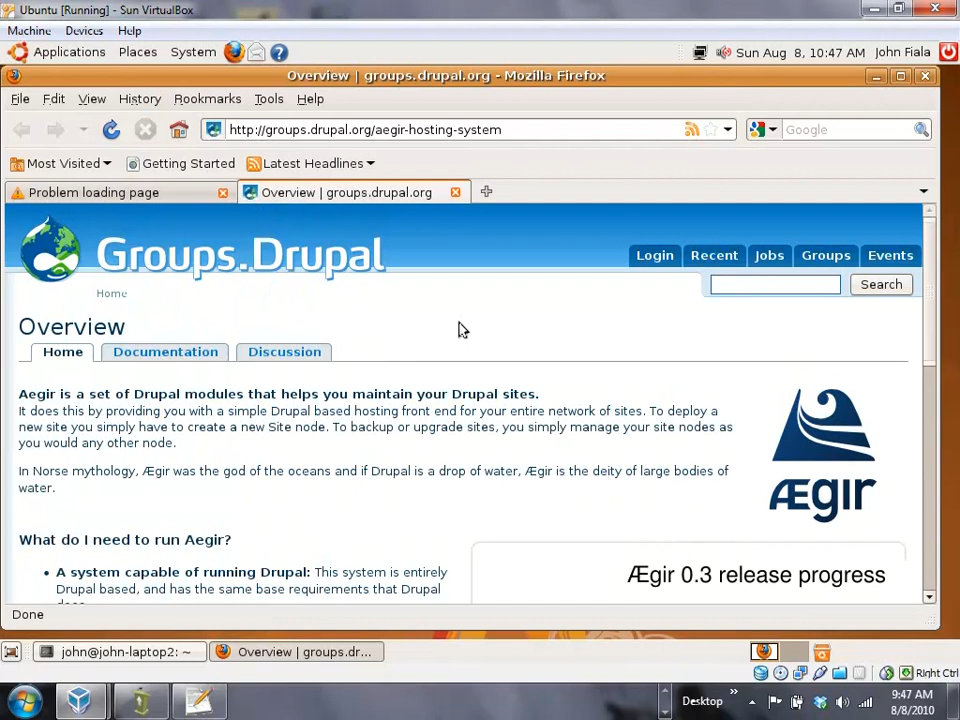 Ubuntu [Running] - Sun VirtualBox
Machine Devices Help
Applications Places System Sun Aug 8, 10:47 AM John Fiala
Overview | groups.drupal.org - Mozilla Firefox
File Edit View History Bookmarks Tools Help
http://groups.drupal.org/aegir-hosting-system Google
Most Visited Getting Started Latest Headlines
Problem loading page Overview | groups.drupal.org
Groups.Drupal
Login Recent Jobs Groups Events
Home
Search
Overview
Home Documentation Discussion
Aegir is a set of Drupal modules that helps you maintain your Drupal sites.
It does this by providing you with a simple Drupal based hosting front end for your entire network of sites. To deploy a
new site you simply have to create a new Site node. To backup or upgrade sites, you simply manage your site nodes as
you would any other node.
In Norse mythology, Ægir was the god of the oceans and if Drupal is a drop of water, Ægir is the deity of large bodies of
water.
ÆGIR
What do I need to run Aegir?
• A system capable of running Drupal: This system is entirely
Drupal based, and has the same base requirements that Drupal
Ægir 0.3 release progress
Done
john@john-laptop2: ~ Overview | groups.dr...
Right Ctrl
Desktop
9:47 AM
8/8/2010